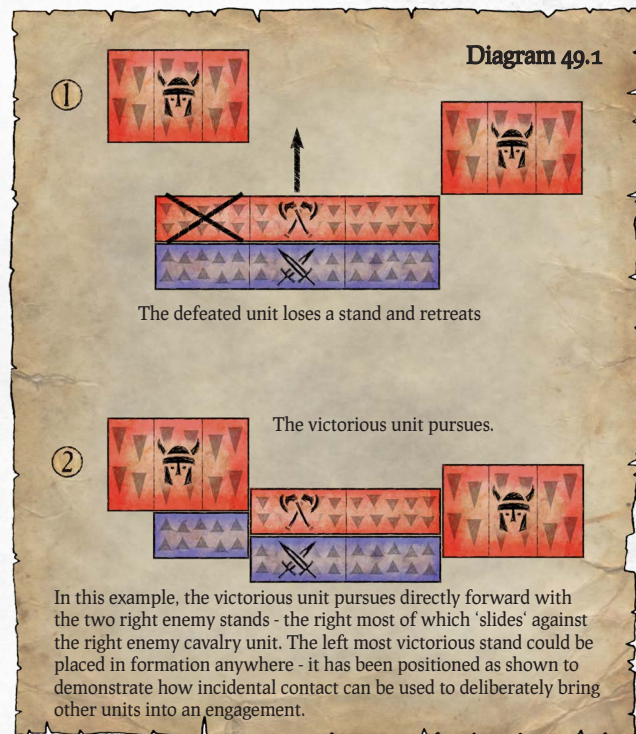 Diagram 49.1
1
The defeated unit loses a stand and retreats
The victorious unit pursues.
2
In this example, the victorious unit pursues directly forward with
the two right enemy stands - the right most of which ‘slides‘ against
the right enemy cavalry unit. The left most victorious stand could be
placed in formation anywhere - it has been positioned as shown to
demonstrate how incidental contact can be used to deliberately bring
other units into an engagement.